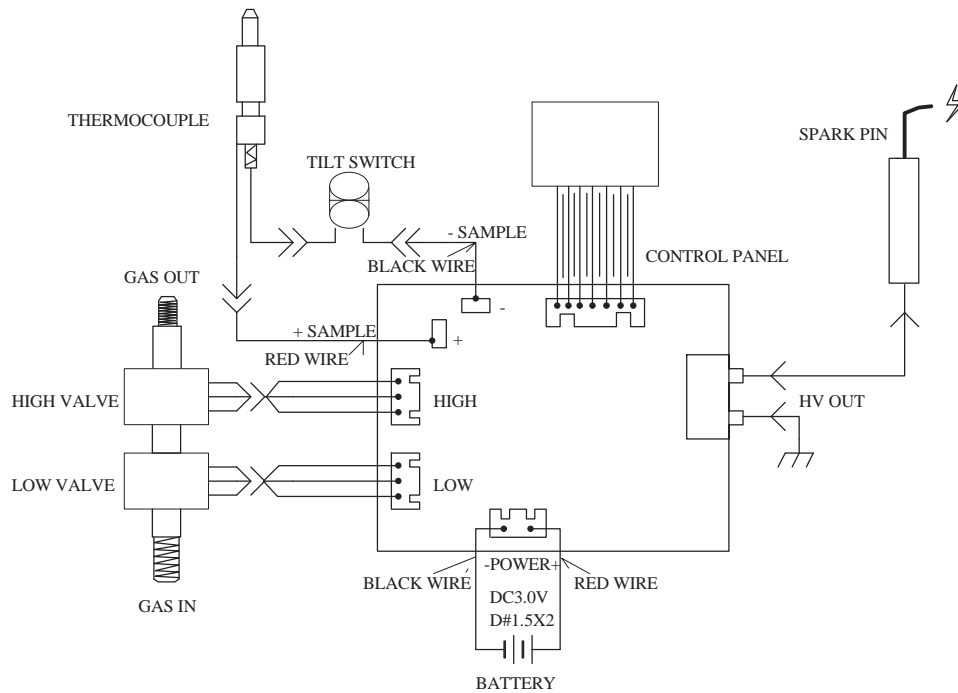 THERMOCOUPLE
TILT SWITCH
SPARK PIN
- SAMPLE
BLACK WIRE
CONTROL PANEL
GAS OUT
-
+ SAMPLE
+
RED WIRE
HIGH VALVE
HIGH
HV OUT
LOW VALVE
LOW
BLACK WIRE
-POWER+
RED WIRE
GAS IN
DC3.0V
D#1.5X2
BATTERY